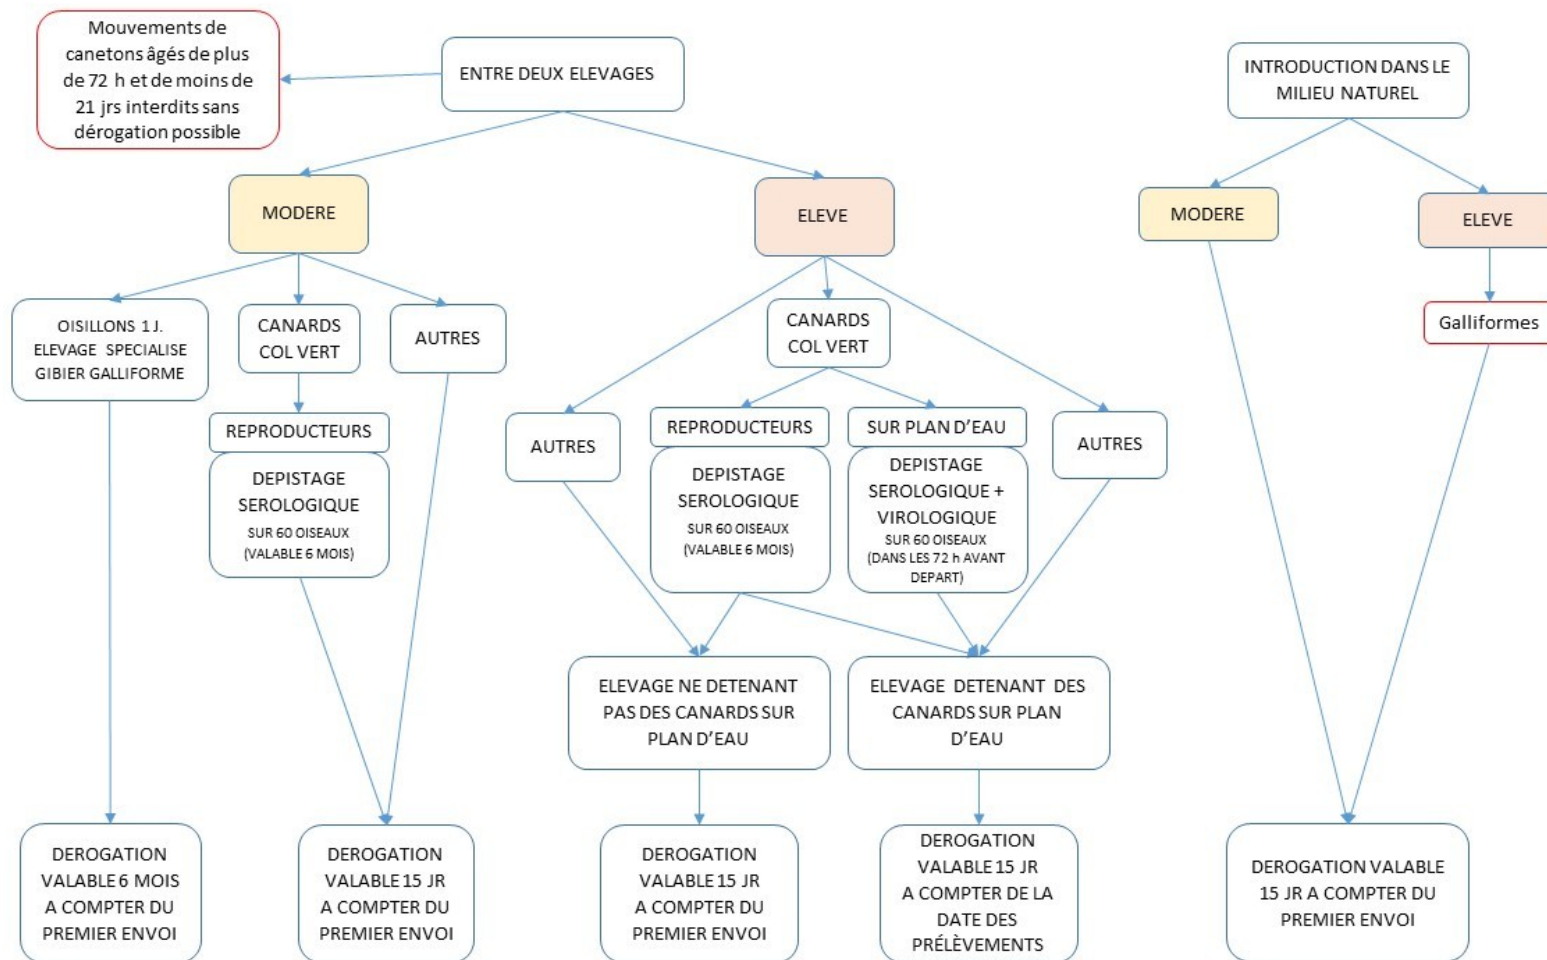 Mouvements de
canetons âgés de plus
de 72 h et de moins de
21 jrs interdits sans
dérogation possible
ENTRE DEUX ELEVAGES
INTRODUCTION DANS LE
MILIEU NATUREL
MODERE
ELEVE
MODERE
ELEVE
OISILLONS 1 J.
ELEVAGE SPECIALISE
GIBIER GALLIFORME
CANARDS
COL VERT
AUTRES
CANARDS
COL VERT
Galliformes
REPRODUCTEURS
DEPISTAGE
SEROLOGIQUE
SUR 60 OISEAUX
(VALABLE 6 MOIS)
AUTRES
REPRODUCTEURS
DEPISTAGE
SEROLOGIQUE
SUR 60 OISEAUX
(VALABLE 6 MOIS)
SUR PLAN D'EAU
DEPISTAGE
SEROLOGIQUE +
VIROLOGIQUE
SUR 60 OISEAUX
(DANS LES 72 h AVANT
DEPART)
AUTRES
ELEVAGE NE DETENANT
PAS DES CANARDS SUR
PLAN D'EAU
ELEVAGE DETENANT DES
CANARDS SUR PLAN
D'EAU
DEROGATION
VALABLE 6 MOIS
A COMPTER DU
PREMIER ENVOI
DEROGATION
VALABLE 15 JR
A COMPTER DU
PREMIER ENVOI
DEROGATION
VALABLE 15 JR
A COMPTER DU
PREMIER ENVOI
DEROGATION
VALABLE 15 JR
A COMPTER DE LA
DATE DES
PRÉLÈVEMENTS
DEROGATION VALABLE
15 JR A COMPTER DU
PREMIER ENVOI